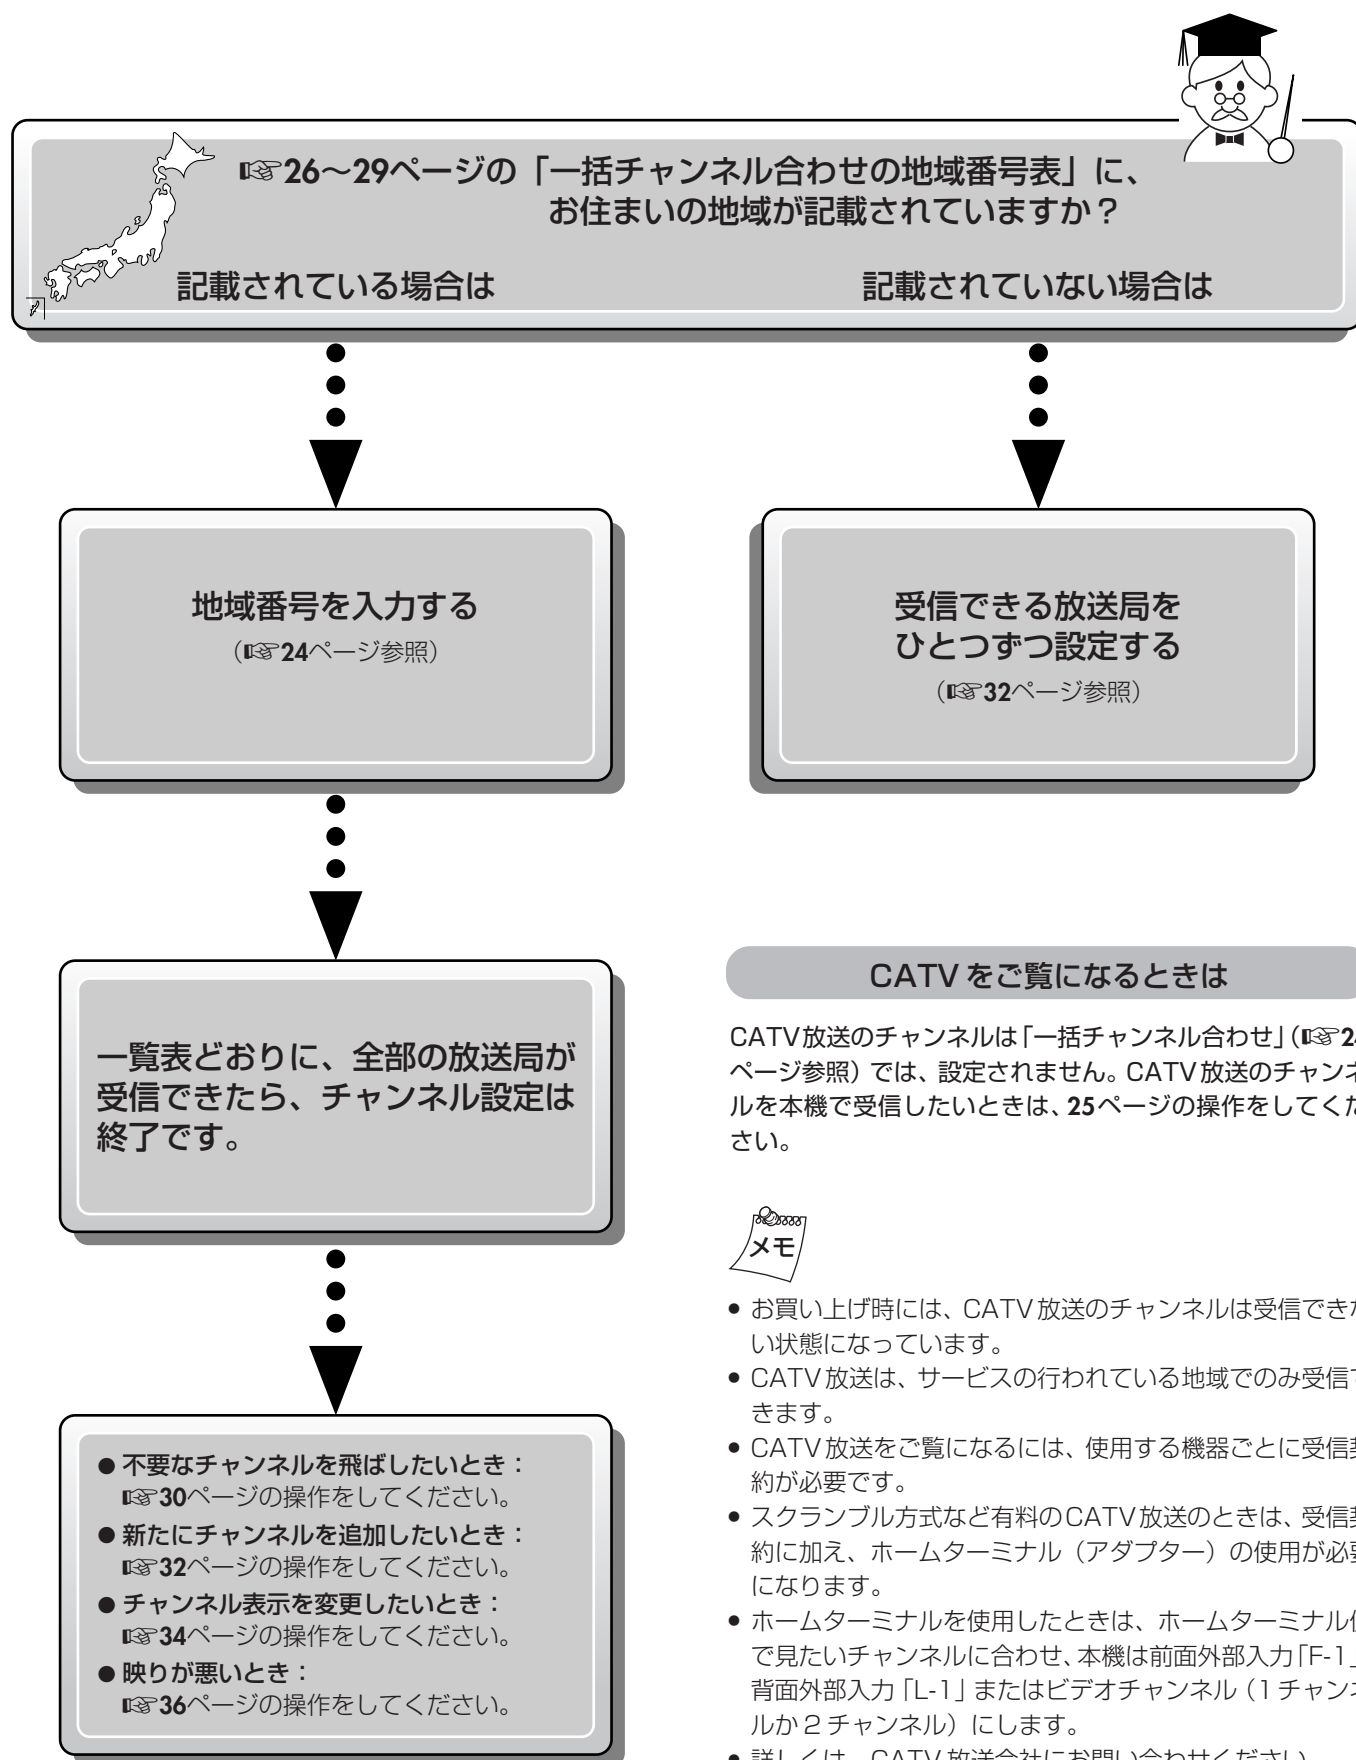 ☞26〜29ページの「一括チャンネル合わせの地域番号表」に、
お住まいの地域が記載されていますか？
記載されている場合は
記載されていない場合は
地域番号を入力する
（☞24ページ参照）
受信できる放送局を
ひとつずつ設定する
（☞32ページ参照）
一覧表どおりに、全部の放送局が
受信できたら、チャンネル設定は
終了です。
● 不要なチャンネルを飛ばしたいとき：
☞30ページの操作をしてください。
● 新たにチャンネルを追加したいとき：
☞32ページの操作をしてください。
● チャンネル表示を変更したいとき：
☞34ページの操作をしてください。
● 映りが悪いとき：
☞36ページの操作をしてください。
CATV をご覧になるときは
CATV放送のチャンネルは「一括チャンネル合わせ」（☞2
ページ参照）では、設定されません。CATV放送のチャンネ
ルを本機で受信したいときは、25ページの操作をしてくだ
さい。
メモ
● お買い上げ時には、CATV放送のチャンネルは受信できな
い状態になっています。
● CATV放送は、サービスの行われている地域でのみ受信で
きます。
● CATV放送をご覧になるには、使用する機器ごとに受信契
約が必要です。
● スクランブル方式など有料のCATV放送のときは、受信契
約に加え、ホームターミナル（アダプター）の使用が必要
になります。
● ホームターミナルを使用したときは、ホームターミナル側
で見たいチャンネルに合わせ、本機は前面外部入力「F-1」
背面外部入力「L-1」またはビデオチャンネル（1チャンネ
ルか2チャンネル）にします。
● 詳しくは、CATV放送会社にお問い合わせください。